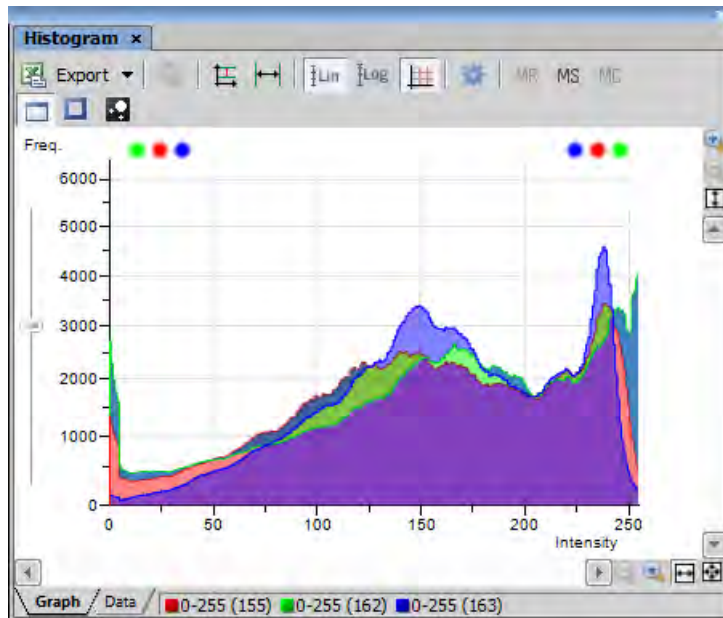 Histogram ×
Export Lin Log MR MS MC
Freq.
6000
5000
4000
3000
2000
1000
0
0 50 100 150 200 250
Intensity
Graph Data 0-255 (155) 0-255 (162) 0-255 (163)